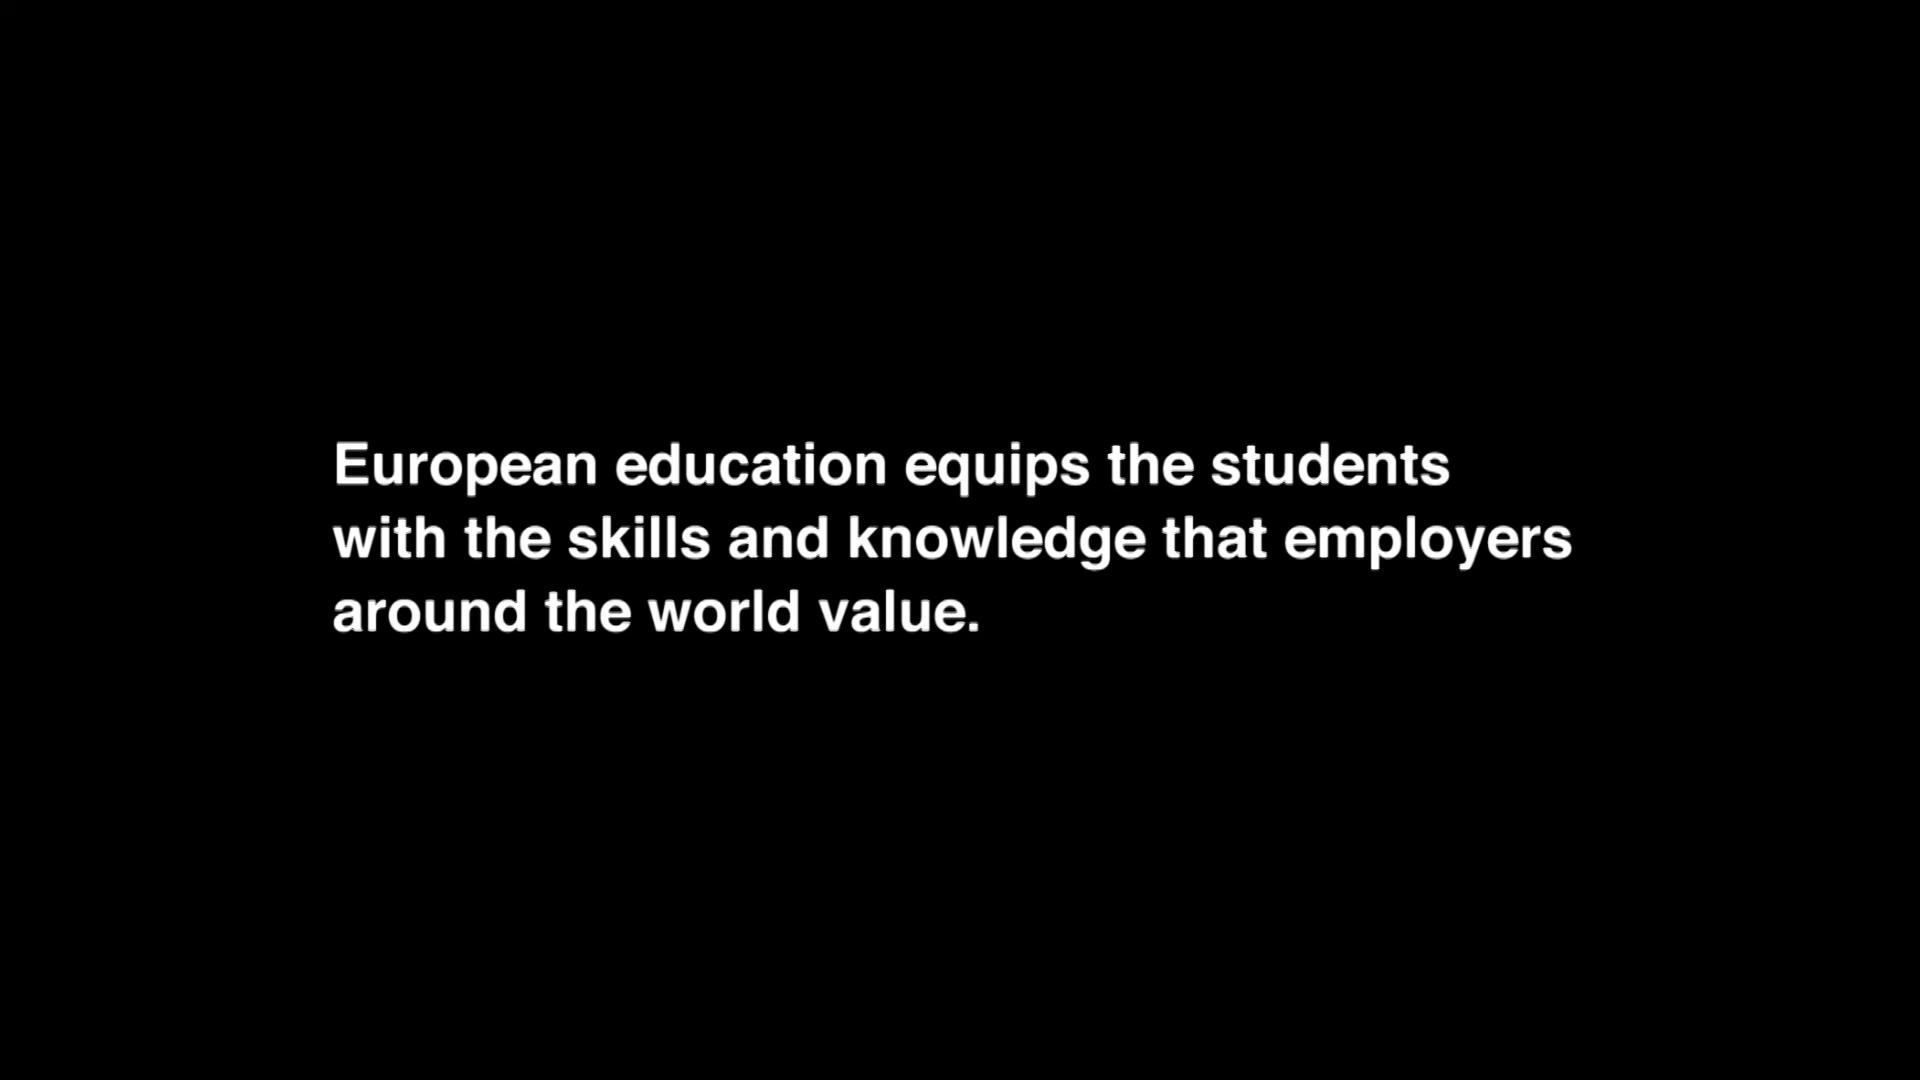 European education equips the students
with the skills and knowledge that employers
around the world value.